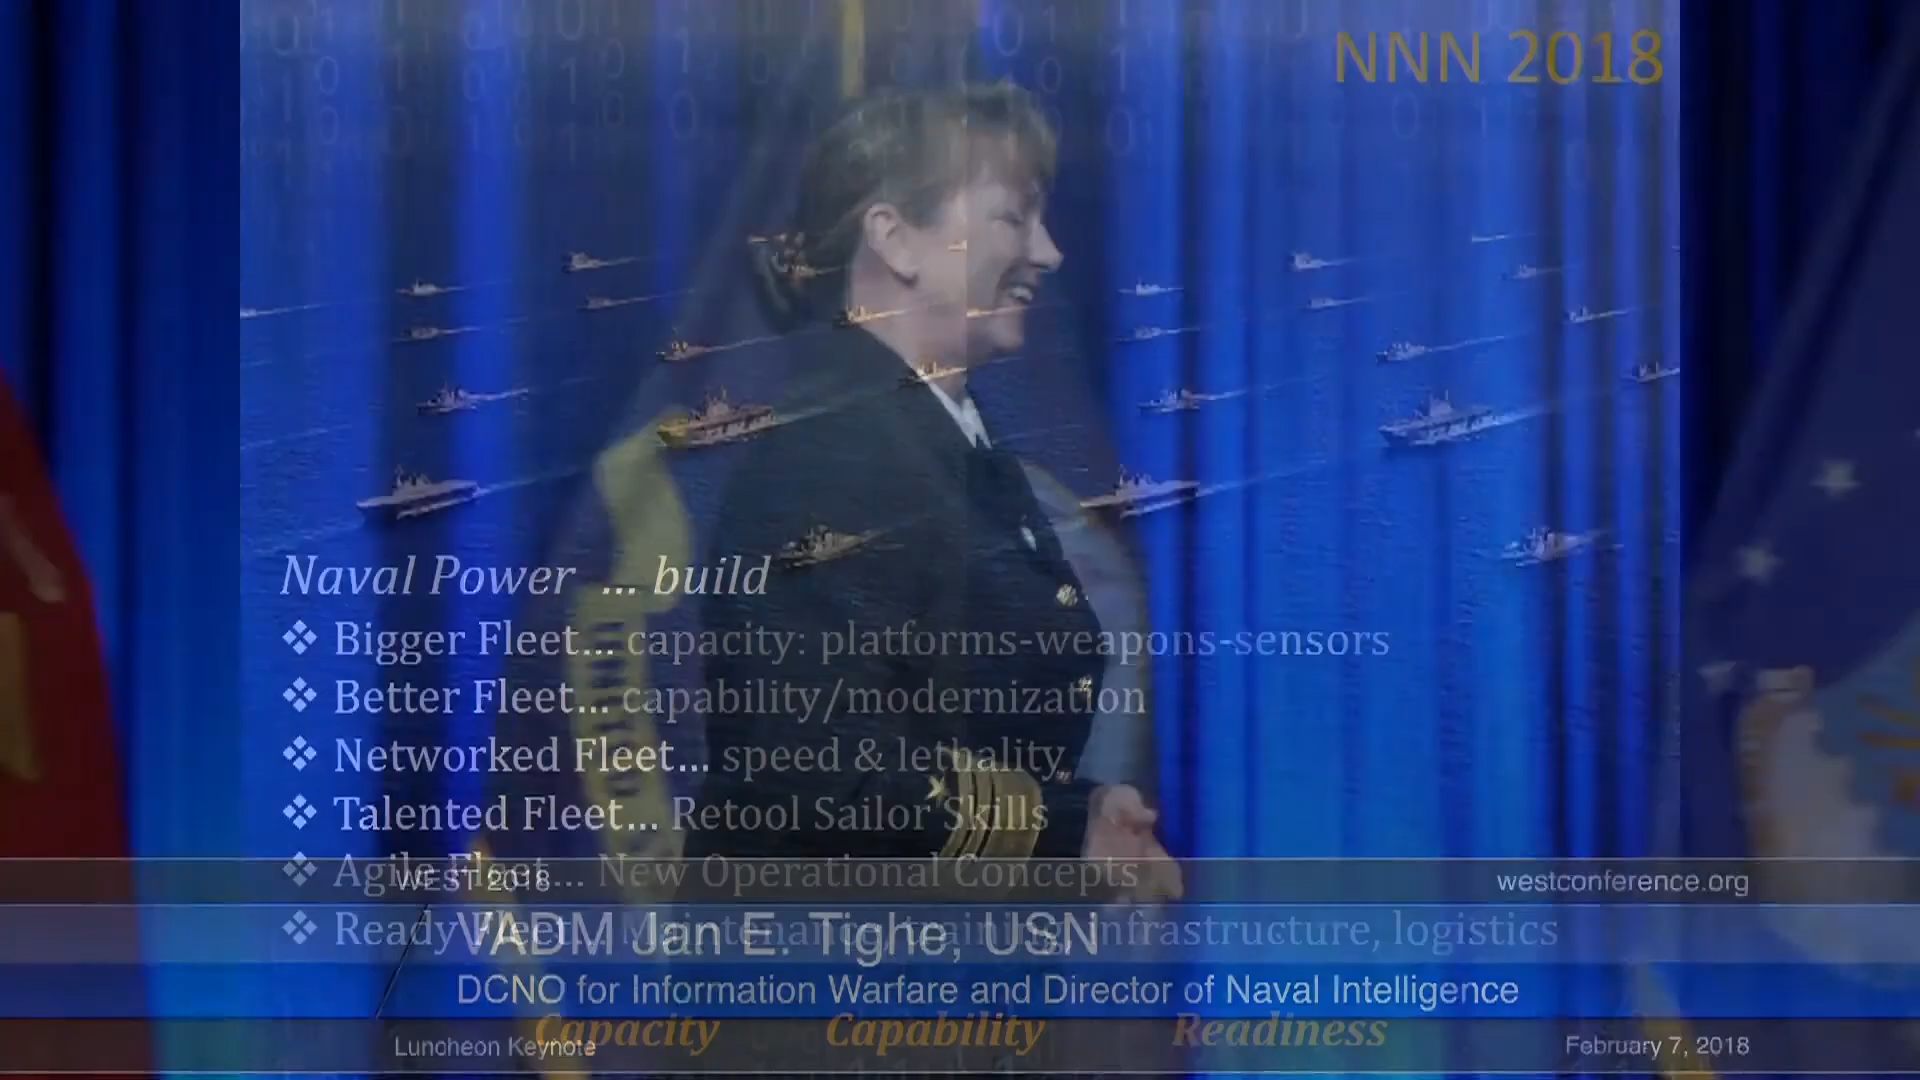 NNN 2018
Naval Power ... build
❖ Bigger Fleet... capacity: platforms-weapons-sensors
❖ Better Fleet... capability/modernization
❖ Networked Fleet... speed & lethality
❖ Talented Fleet... Retool Sailor Skills
❖ Agile Fleet... New Operational Concepts
WEST 2018
westconference.org
❖ Ready Fleet... Maintenance, training, infrastructure, logistics
VADM Jan E. Tighe, USN
DCNO for Information Warfare and Director of Naval Intelligence
Capacity Capability Readiness
Luncheon Keynote
February 7, 2018